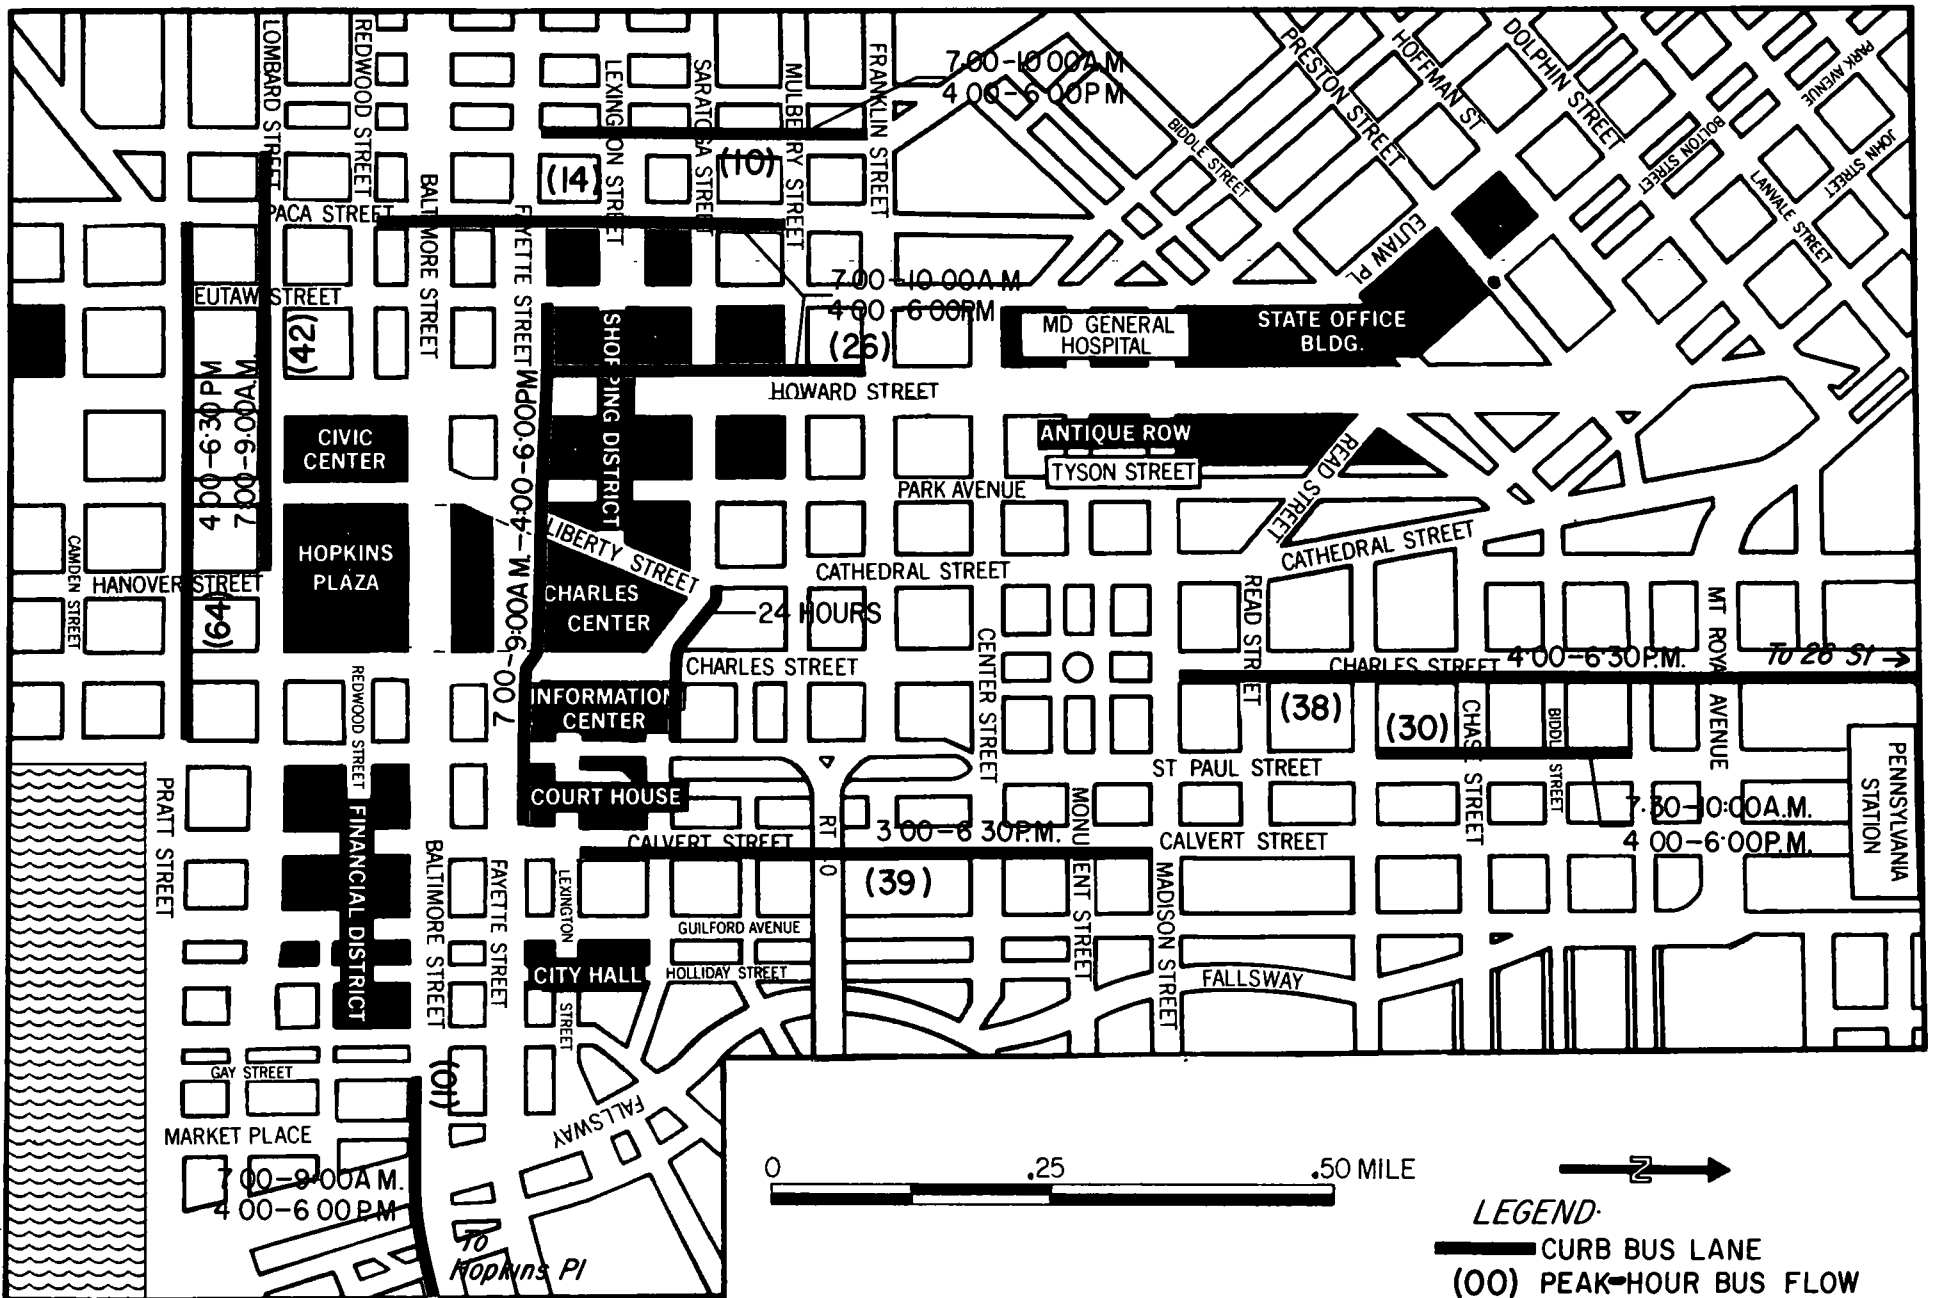 LOMBARD STREET
REDWOOD STREET
LEXINGTON STREET
SARATOGA STREET
MULBERRY STREET
FRANKLIN STREET
7:00-10 00A.M
4 00-6:00PM
PRESTON STREET
HOFFMAN ST
DOLPHIN STREET
PARK AVENUE
BIDDLE STREET
BOLTON STREET
JOHN STREET
LANVALE STREET
EUTAW PL
(14)
(10)
PACA STREET
BALTIMORE STREET
FAYETTE STREET
7.00-10 00A.M
4 00-6:00PM
(26)
EUTAW STREET
(42)
SHOPPING DISTRICT
MD GENERAL
HOSPITAL
STATE OFFICE
BLDG.
HOWARD STREET
4 00-6:30 PM
7:00-9.00A.M.
CIVIC
CENTER
7 00-9:00AM-4:00-6:00PM
ANTIQUE ROW
TYSON STREET
READ STREET
PARK AVENUE
CAMDEN STREET
HOPKINS
PLAZA
LIBERTY STREET
CATHEDRAL STREET
CATHEDRAL STREET
HANOVER STREET
(64)
CHARLES
CENTER
24 HOURS
CENTER STREET
READ STREET
MT ROYAL AVENUE
CHARLES STREET
CHARLES STREET
4:00-6:30P.M.
To 28 St
REDWOOD STREET
INFORMATION
CENTER
(38)
(30)
CHASE STREET
BIDDLE STREET
PENNSYLVANIA
STATION
ST PAUL STREET
PRATT STREET
COURT HOUSE
RT 40
MONUMENT STREET
7.30-10:00A.M.
4 00-6:00P.M.
CALVERT STREET
3:00-6 30P.M.
CALVERT STREET
FINANCIAL DISTRICT
BALTIMORE STREET
FAYETTE STREET
LEXINGTON
STREET
(39)
MADISON STREET
GUILFORD AVENUE
CITY HALL
HOLLIDAY STREET
FALLSWAY
GAY STREET
(10)
FALLSWAY
MARKET PLACE
7 00-9:00A M.
4 00-6 00PM
To
Hopkins Pl
0 .25 .50 MILE
N
LEGEND
CURB BUS LANE
(00) PEAK-HOUR BUS FLOW